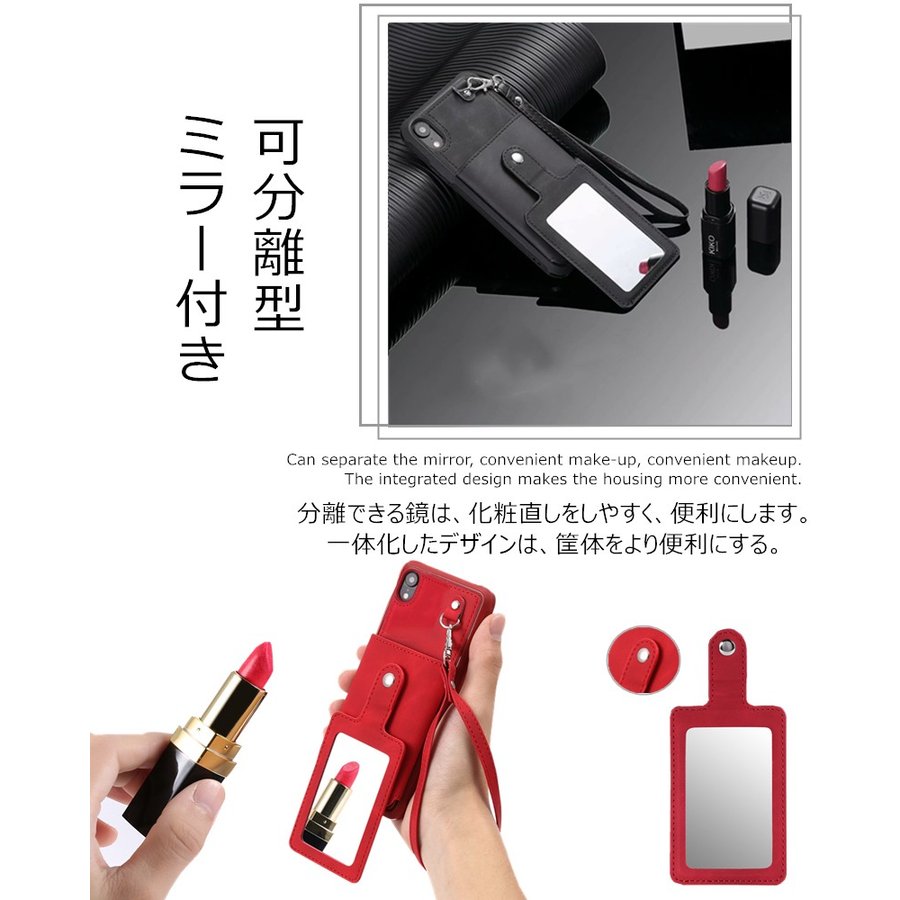 可分離型
ミラー付き
KIKO
Can separate the mirror, convenient make-up, convenient makeup.
The integrated design makes the housing more convenient.
分離できる鏡は、化粧直しをしやすく、便利にします。
一体化したデザインは、筐体をより便利にする。